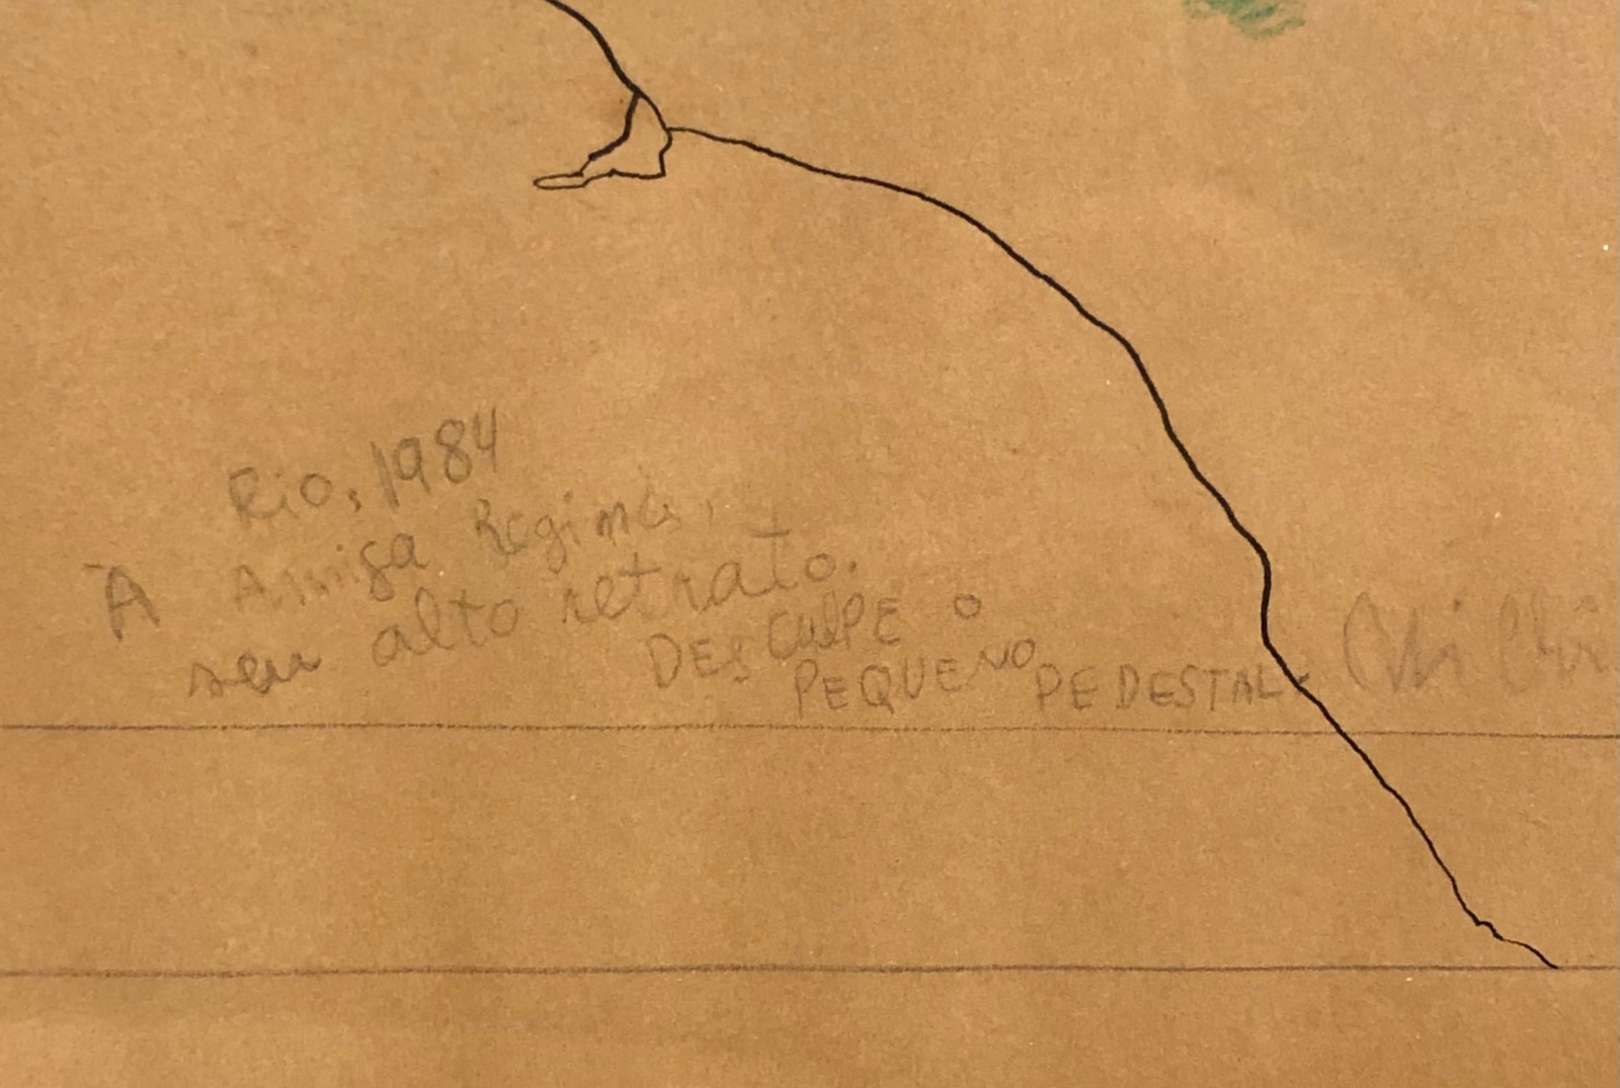 Rio, 1984
À Amiga Regina,
seu alto retrato.
DESCULPE O
PEQUENO PEDESTAL.